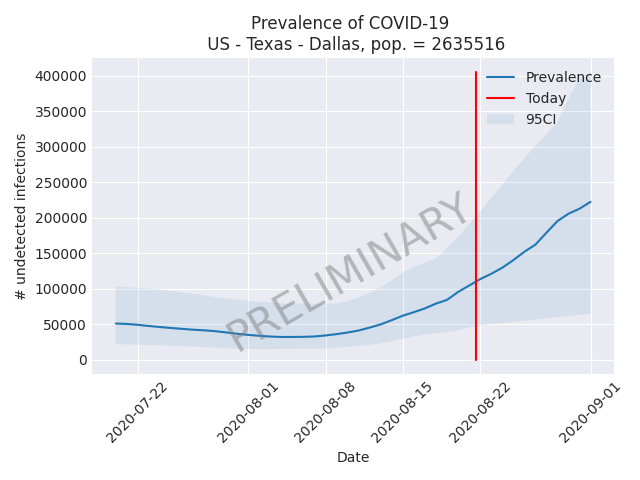 Prevalence of COVID-19
US - Texas - Dallas, pop. = 2635516
400000
350000
300000
250000
200000
150000
100000
50000
0
# undetected infections
Prevalence
Today
95CI
PRELIMINARY
2020-07-22
2020-08-01
2020-08-08
2020-08-15
2020-08-22
2020-09-01
Date